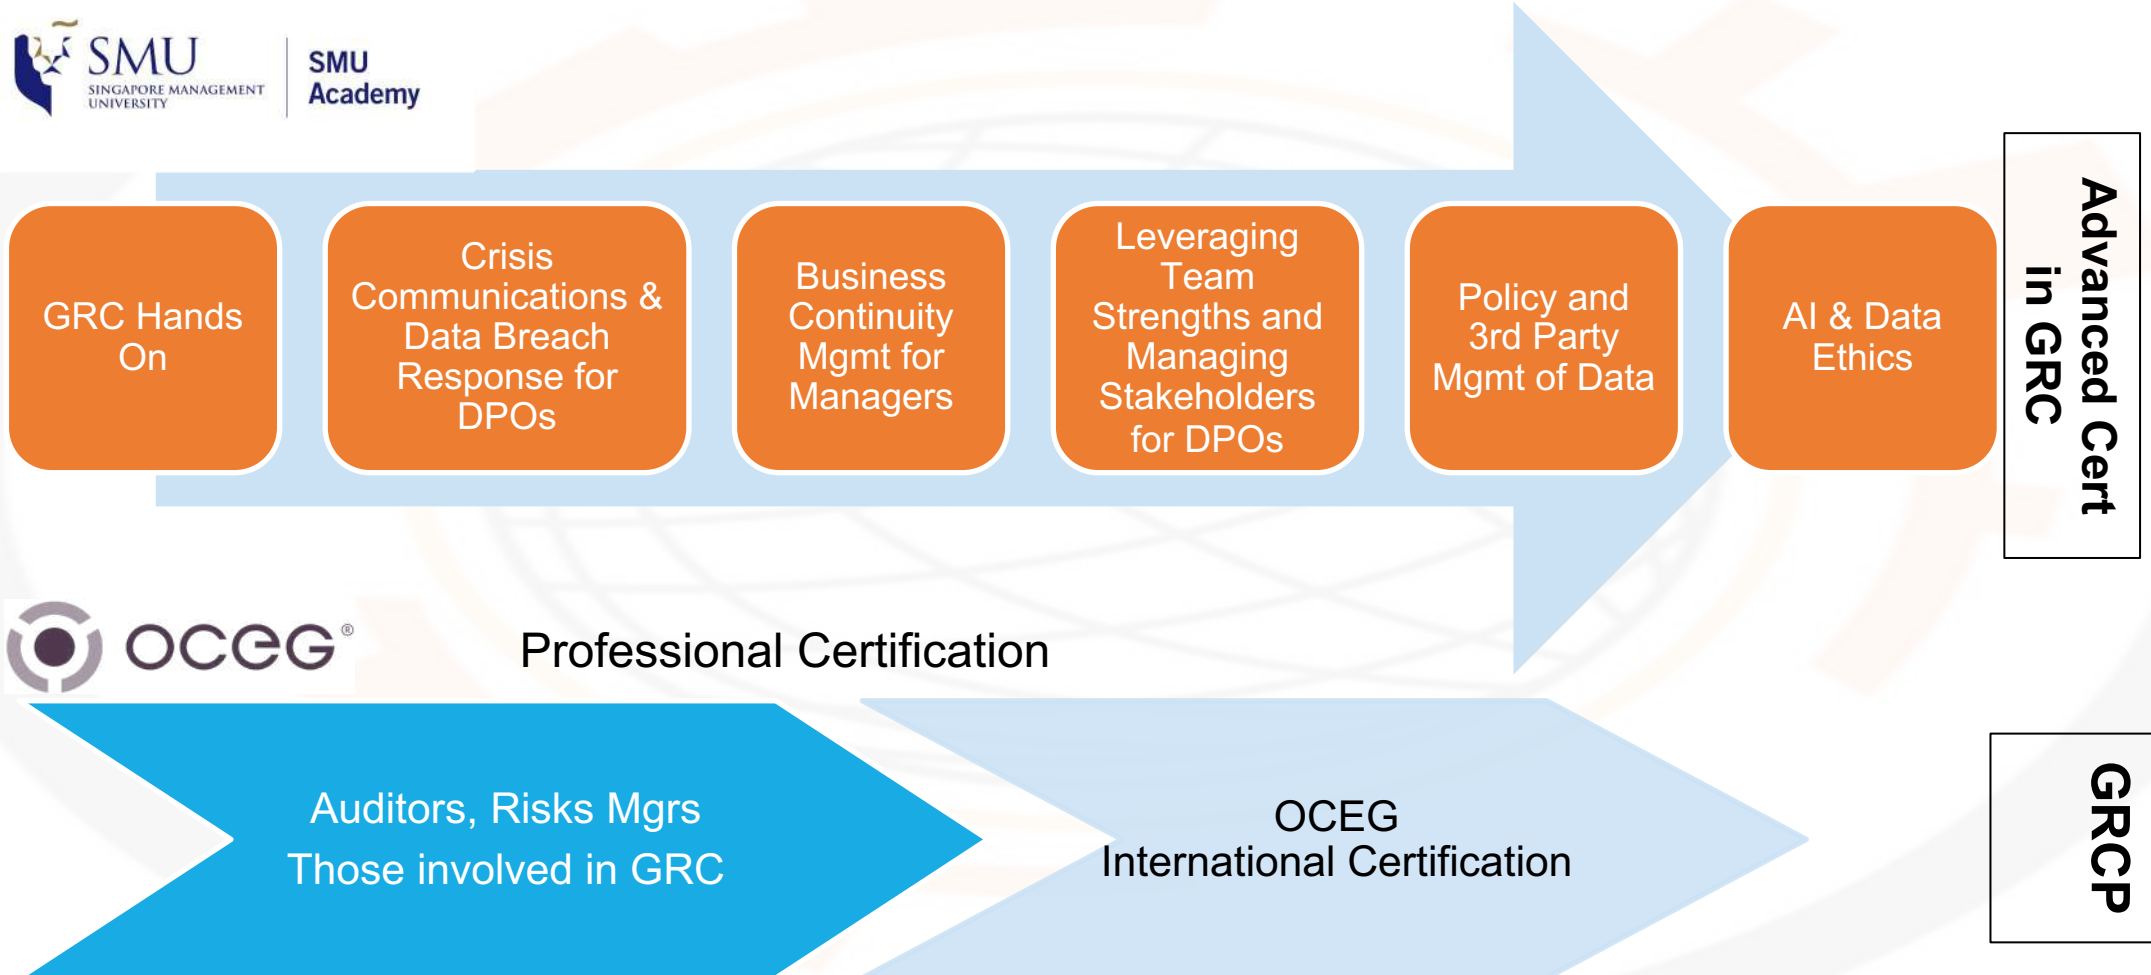 SMU
SINGAPORE MANAGEMENT
UNIVERSITY
SMU
Academy
GRC Hands
On
Crisis
Communications &
Data Breach
Response for
DPOs
Business
Continuity
Mgmt for
Managers
Leveraging
Team
Strengths and
Managing
Stakeholders
for DPOs
Policy and
3rd Party
Mgmt of Data
AI & Data
Ethics
Advanced Cert
in GRC
OCEG®
Professional Certification
Auditors, Risks Mgrs
Those involved in GRC
OCEG
International Certification
GRCP